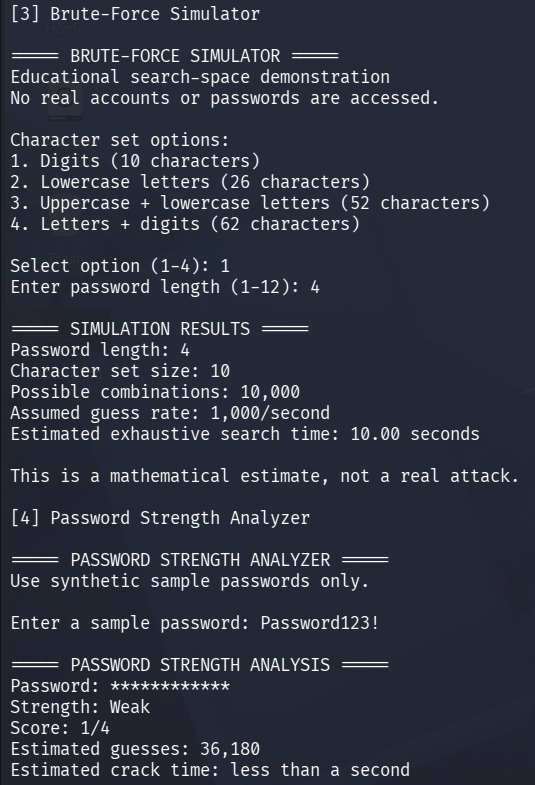 [3] Brute-Force Simulator
===== BRUTE-FORCE SIMULATOR =====
Educational search-space demonstration
No real accounts or passwords are accessed.
Character set options:
1. Digits (10 characters)
2. Lowercase letters (26 characters)
3. Uppercase + lowercase letters (52 characters)
4. Letters + digits (62 characters)
Select option (1-4): 1
Enter password length (1-12): 4
===== SIMULATION RESULTS =====
Password length: 4
Character set size: 10
Possible combinations: 10,000
Assumed guess rate: 1,000/second
Estimated exhaustive search time: 10.00 seconds
This is a mathematical estimate, not a real attack.
[4] Password Strength Analyzer
===== PASSWORD STRENGTH ANALYZER =====
Use synthetic sample passwords only.
Enter a sample password: Password123!
===== PASSWORD STRENGTH ANALYSIS =====
Password: ************
Strength: Weak
Score: 1/4
Estimated guesses: 36,180
Estimated crack time: less than a second